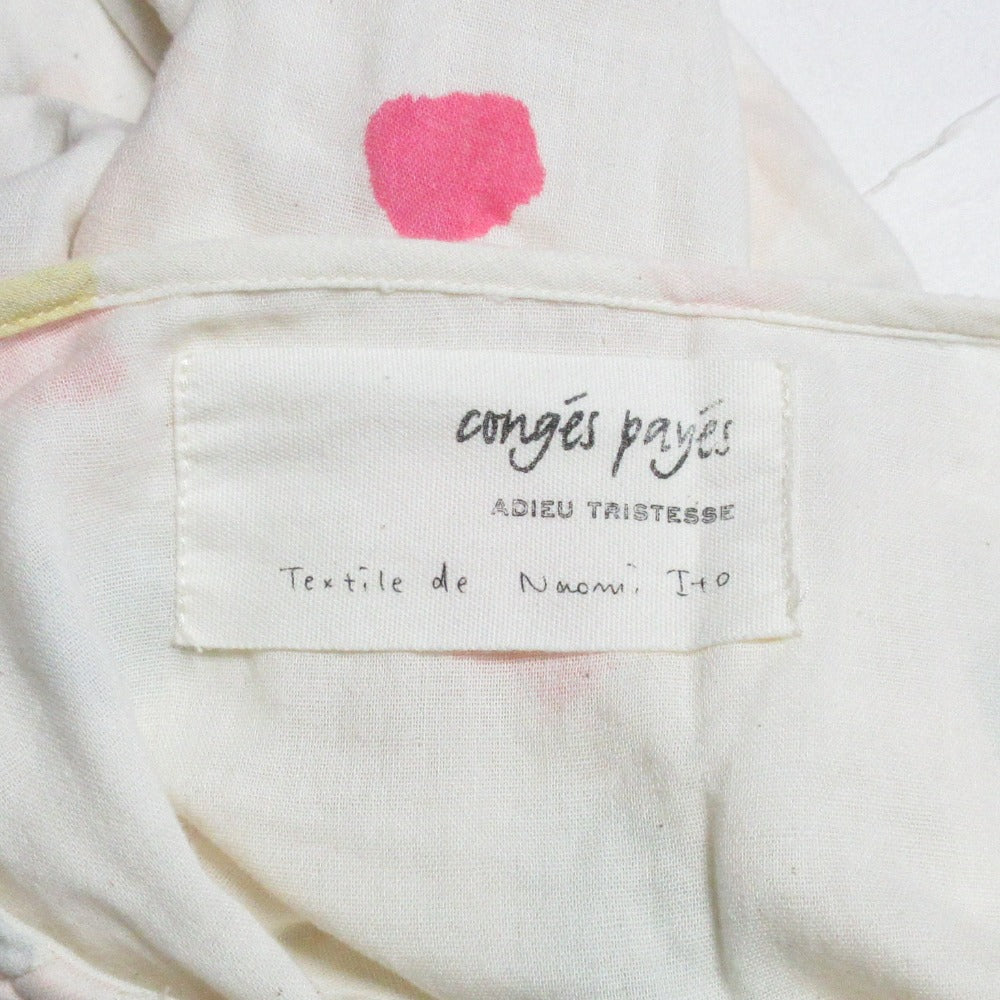 congés payés
ADIEU TRISTESSE
Textile de Naomi Ito